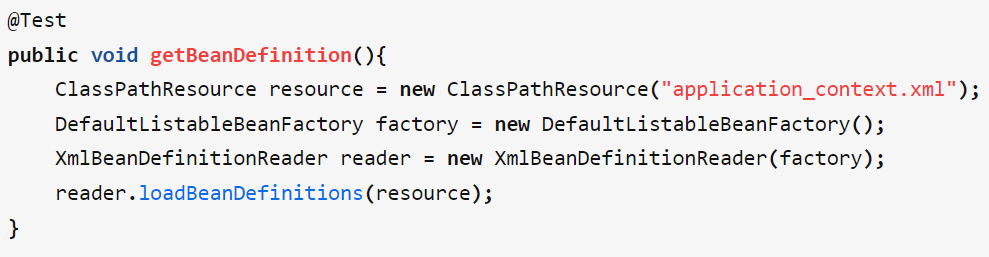 @Test
public void getBeanDefinition(){
    ClassPathResource resource = new ClassPathResource("application_context.xml");
    DefaultListableBeanFactory factory = new DefaultListableBeanFactory();
    XmlBeanDefinitionReader reader = new XmlBeanDefinitionReader(factory);
    reader.loadBeanDefinitions(resource);
}